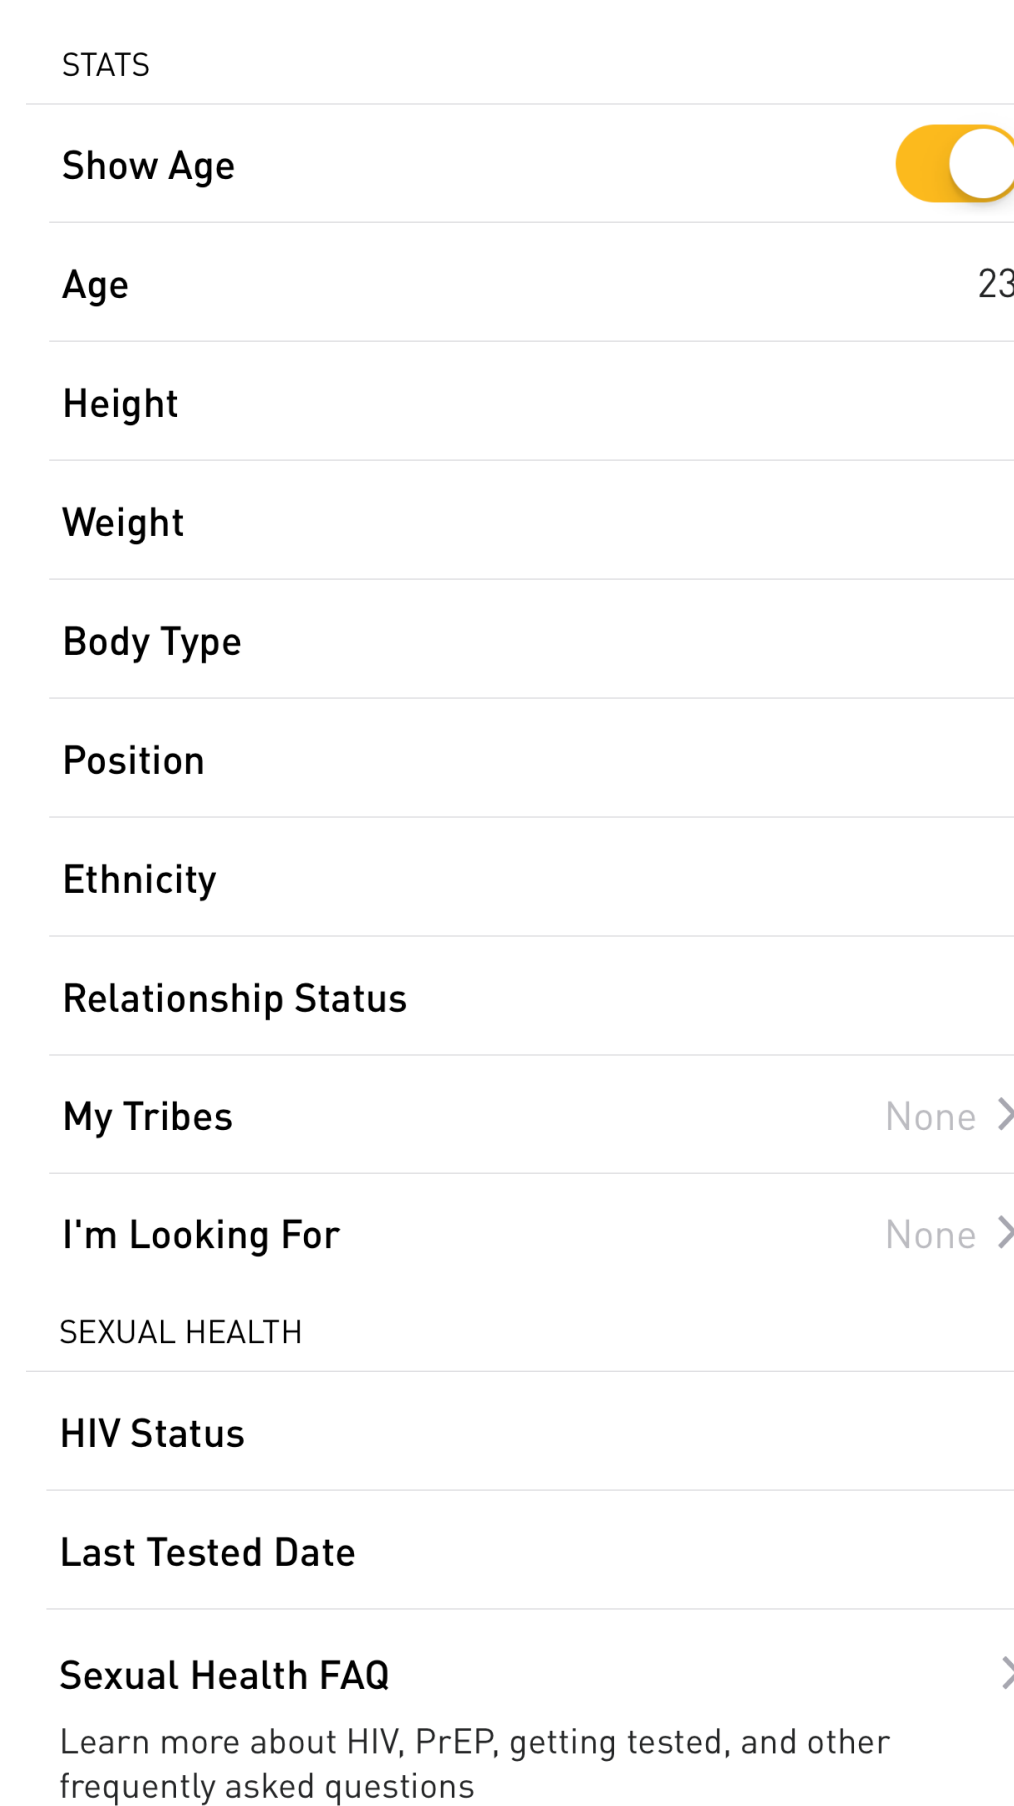 STATS
Show Age
Age 23
Height
Weight
Body Type
Position
Ethnicity
Relationship Status
My Tribes None
I'm Looking For None
SEXUAL HEALTH
HIV Status
Last Tested Date
Sexual Health FAQ
Learn more about HIV, PrEP, getting tested, and other
frequently asked questions